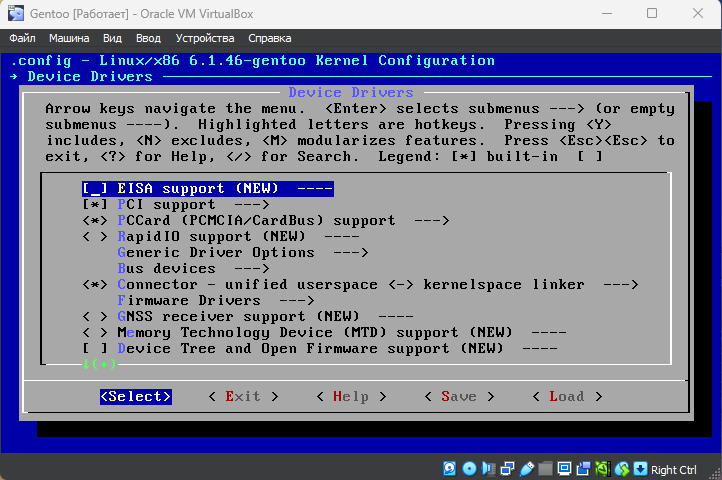 Gentoo [Работает] - Oracle VM VirtualBox
Файл Машина Вид Ввод Устройства Справка
.config - Linux/x86 6.1.46-gentoo Kernel Configuration
→ Device Drivers
Device Drivers
Arrow keys navigate the menu.  <Enter> selects submenus ---> (or empty
submenus ----).  Highlighted letters are hotkeys.  Pressing <Y>
includes, <N> excludes, <M> modularizes features.  Press <Esc><Esc> to
exit, <?> for Help, </> for Search.  Legend: [*] built-in  [ ]
[_] EISA support (NEW)  ----
[*] PCI support  --->
<*> PCCard (PCMCIA/CardBus) support  --->
< > RapidIO support (NEW)  ----
Generic Driver Options  --->
Bus devices  --->
<*> Connector - unified userspace <-> kernelspace linker  --->
Firmware Drivers  --->
< > GNSS receiver support (NEW)  ----
< > Memory Technology Device (MTD) support (NEW)  ----
[ ] Device Tree and Open Firmware support (NEW)  ----
↓(+)
<Select> < Exit > < Help > < Save > < Load >
Right Ctrl